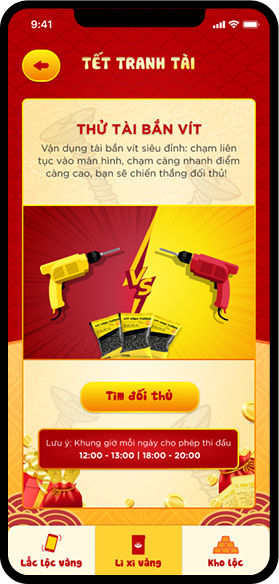 9:41
TẾT TRANH TÀI
THỬ TÀI BẮN VÍT
Vận dụng tài bắn vít siêu đỉnh: chạm liên
tục vào màn hình, chạm càng nhanh điểm
càng cao, bạn sẽ chiến thắng đối thủ!
VS
VÍT VĨNH TƯỜNG
Tìm đối thủ
Lưu ý: Khung giờ mỗi ngày cho phép thi đấu
12:00 - 13:00 | 18:00 - 20:00
Lắc lộc vàng
Lì xì vàng
Kho lộc